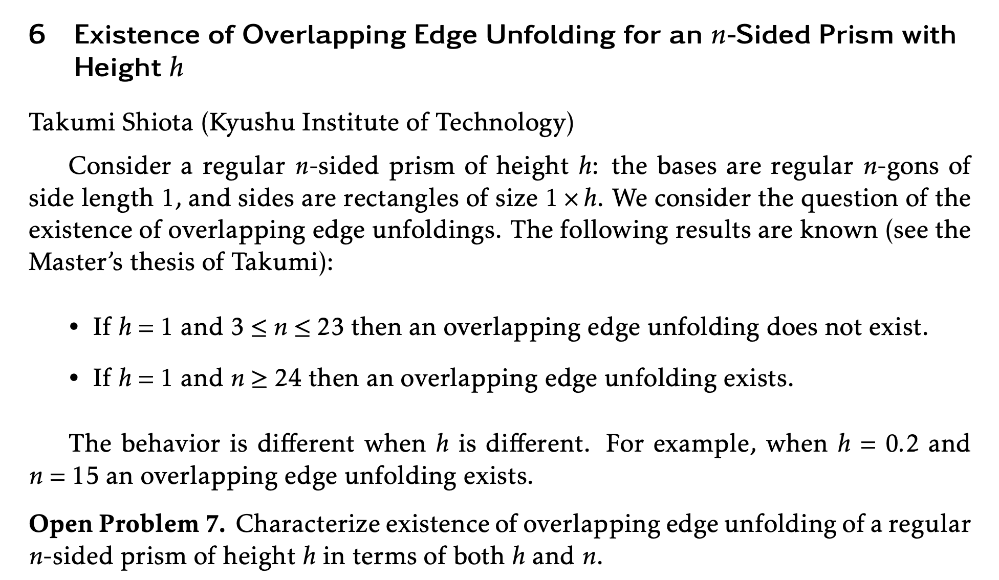 6 Existence of Overlapping Edge Unfolding for an n-Sided Prism with
Height h
Takumi Shiota (Kyushu Institute of Technology)
Consider a regular n-sided prism of height h: the bases are regular n-gons of
side length 1, and sides are rectangles of size 1 × h. We consider the question of the
existence of overlapping edge unfoldings. The following results are known (see the
Master’s thesis of Takumi):
• If h = 1 and 3 ≤ n ≤ 23 then an overlapping edge unfolding does not exist.
• If h = 1 and n ≥ 24 then an overlapping edge unfolding exists.
The behavior is different when h is different. For example, when h = 0.2 and
n = 15 an overlapping edge unfolding exists.
Open Problem 7. Characterize existence of overlapping edge unfolding of a regular
n-sided prism of height h in terms of both h and n.